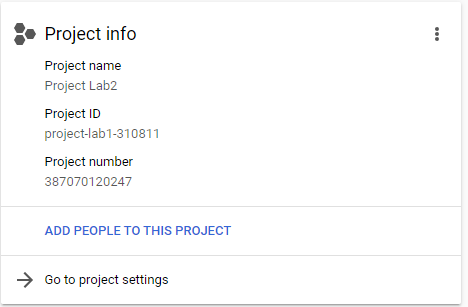 Project info
Project name
Project Lab2
Project ID
project-lab1-310811
Project number
387070120247
ADD PEOPLE TO THIS PROJECT
Go to project settings